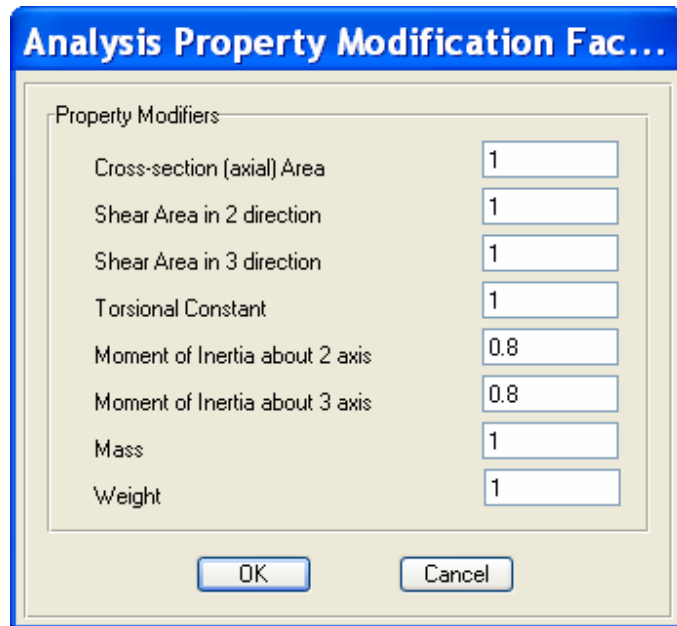 Analysis Property Modification Fac...
Property Modifiers
Cross-section (axial) Area 1
Shear Area in 2 direction 1
Shear Area in 3 direction 1
Torsional Constant 1
Moment of Inertia about 2 axis 0.8
Moment of Inertia about 3 axis 0.8
Mass 1
Weight 1
OK Cancel